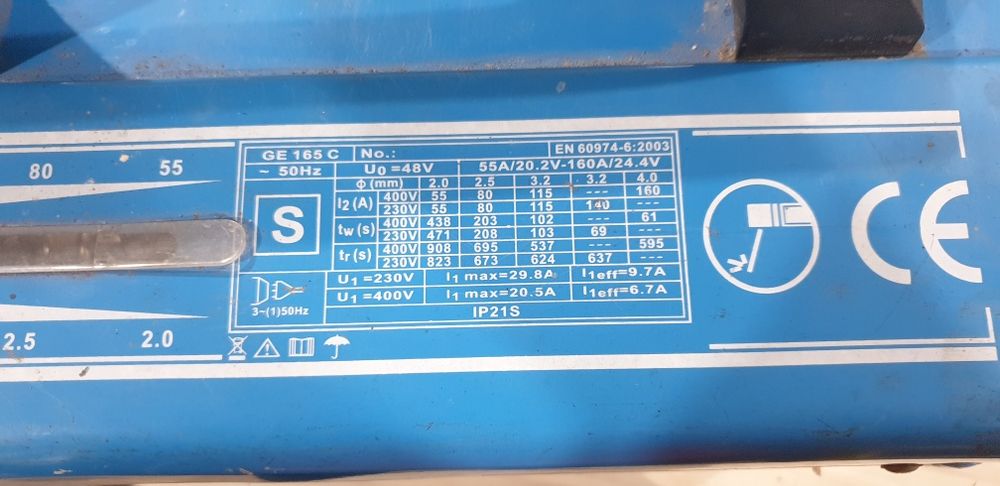 80 55
GE 165 C No.: EN 60974-6:2003
~ 50Hz U0 =48V 55A/20.2V-160A/24.4V
Φ (mm) 2.0 2.5 3.2 3.2 4.0
I2 (A) 400V 55 80 115 --- 160
230V 55 80 115 140 ---
tw (s) 400V 438 203 102 --- 61
230V 471 208 103 69 ---
tr (s) 400V 908 695 537 --- 595
230V 823 673 624 637 ---
S
U1 =230V I1 max=29.8A I1eff=9.7A
U1 =400V I1 max=20.5A I1eff=6.7A
3~(1)50Hz
IP21S
2.5 2.0
CE